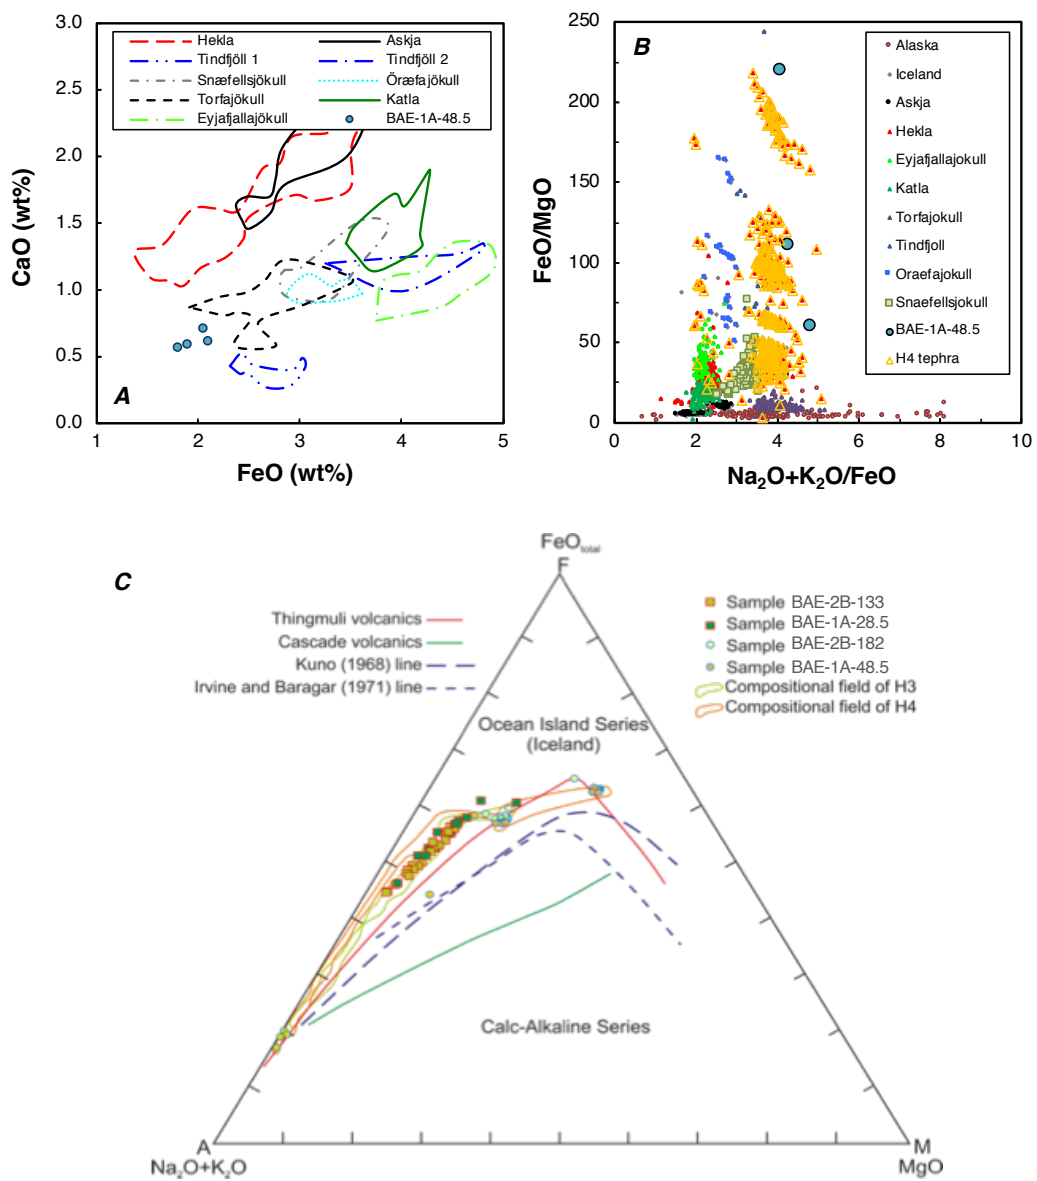 A
CaO (wt%)
3.0
2.5
2.0
1.5
1.0
0.5
0.0
1
2
3
4
5
FeO (wt%)
Hekla
Askja
Tindfjöll 1
Tindfjöll 2
Snæfellsjökull
Öræfajökull
Torfajökull
Katla
Eyjafjallajökull
BAE-1A-48.5
B
FeO/MgO
250
200
150
100
50
0
0
2
4
6
8
10
Na₂O+K₂O/FeO
Alaska
Iceland
Askja
Hekla
Eyjafjallajokull
Katla
Torfajokull
Tindfjoll
Oraefajokull
Snaefellsjokull
BAE-1A-48.5
H4 tephra
C
FeO total
F
Thingmuli volcanics
Cascade volcanics
Kuno (1968) line
Irvine and Baragar (1971) line
Sample BAE-2B-133
Sample BAE-1A-28.5
Sample BAE-2B-182
Sample BAE-1A-48.5
Compositional field of H3
Compositional field of H4
Ocean Island Series
(Iceland)
Calc-Alkaline Series
A
Na₂O+K₂O
M
MgO